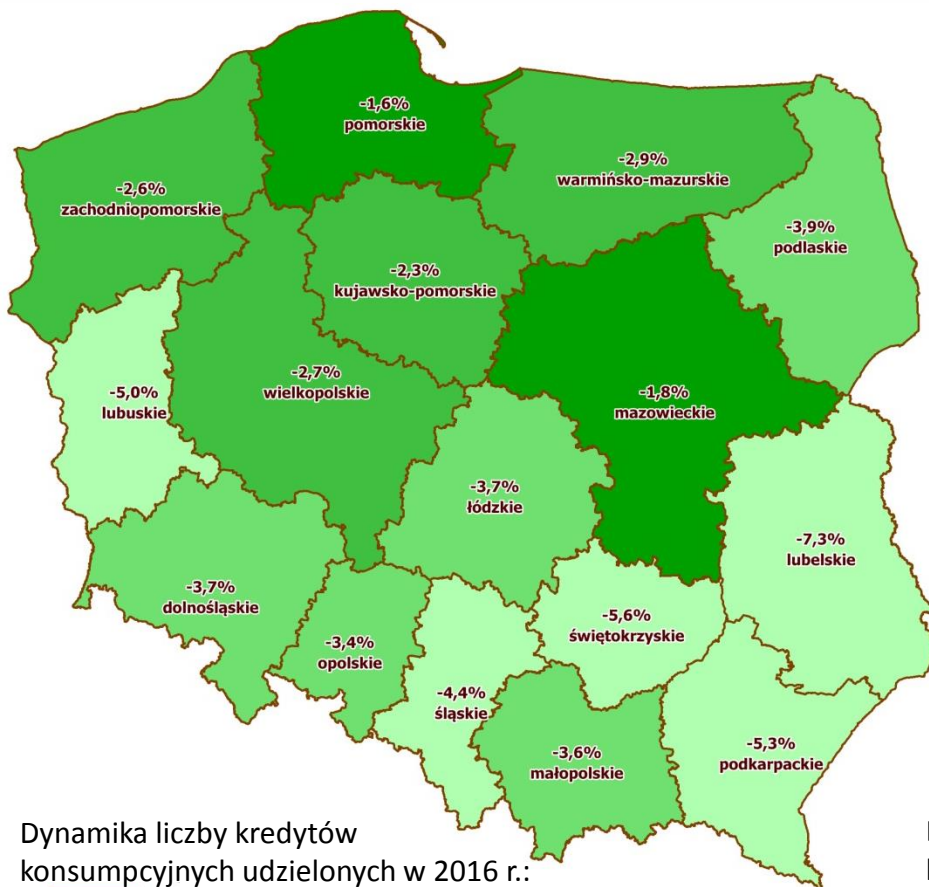 -1,6%
pomorskie
-2,9%
warmińsko-mazurskie
-2,6%
zachodniopomorskie
-3,9%
podlaskie
-2,3%
kujawsko-pomorskie
-5,0%
lubuskie
-2,7%
wielkopolskie
-1,8%
mazowieckie
-3,7%
łódzkie
-7,3%
lubelskie
-3,7%
dolnośląskie
-5,6%
świętokrzyskie
-3,4%
opolskie
-4,4%
śląskie
-3,6%
małopolskie
-5,3%
podkarpackie
Dynamika liczby kredytów
konsumpcyjnych udzielonych w 2016 r.: